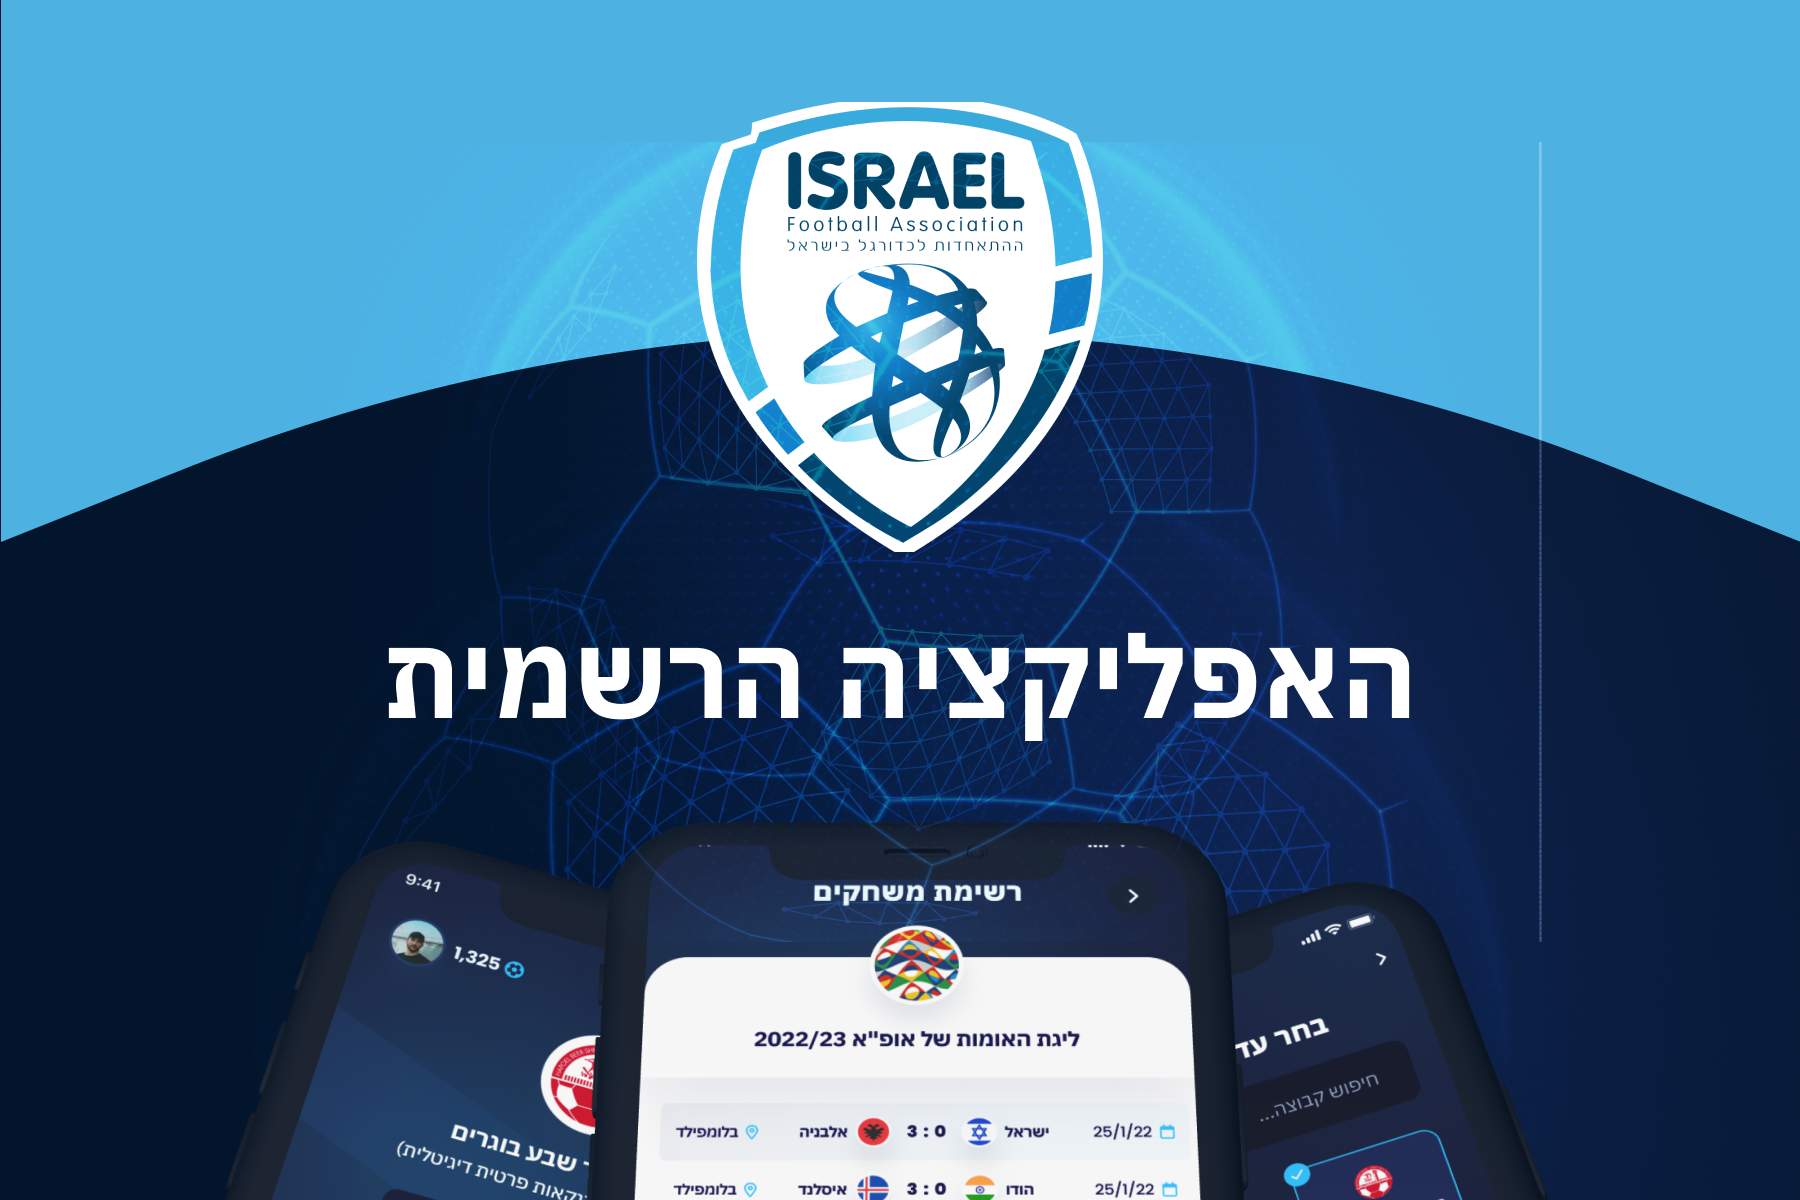 ISRAEL
Football Association
ההתאחדות לכדורגל בישראל
האפליקציה הרשמית
9:41
1,325
שבע בוגרים
פרטית דיגיטלית)
רשימת משחקים
ליגת האומות של אופ"א 2022/23
25/1/22 ישראל 0 : 3 אלבניה בלומפילד
25/1/22 הודו 0 : 3 איסלנד בלומפילד
בחר עד
חיפוש קבוצה...